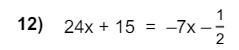 12) 24x + 15 = –7x – 1/2